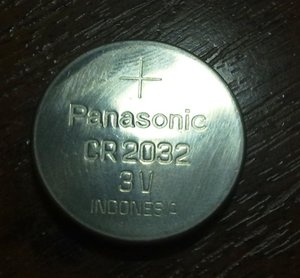 +
Panasonic
CR2032
3V
INDONESIA